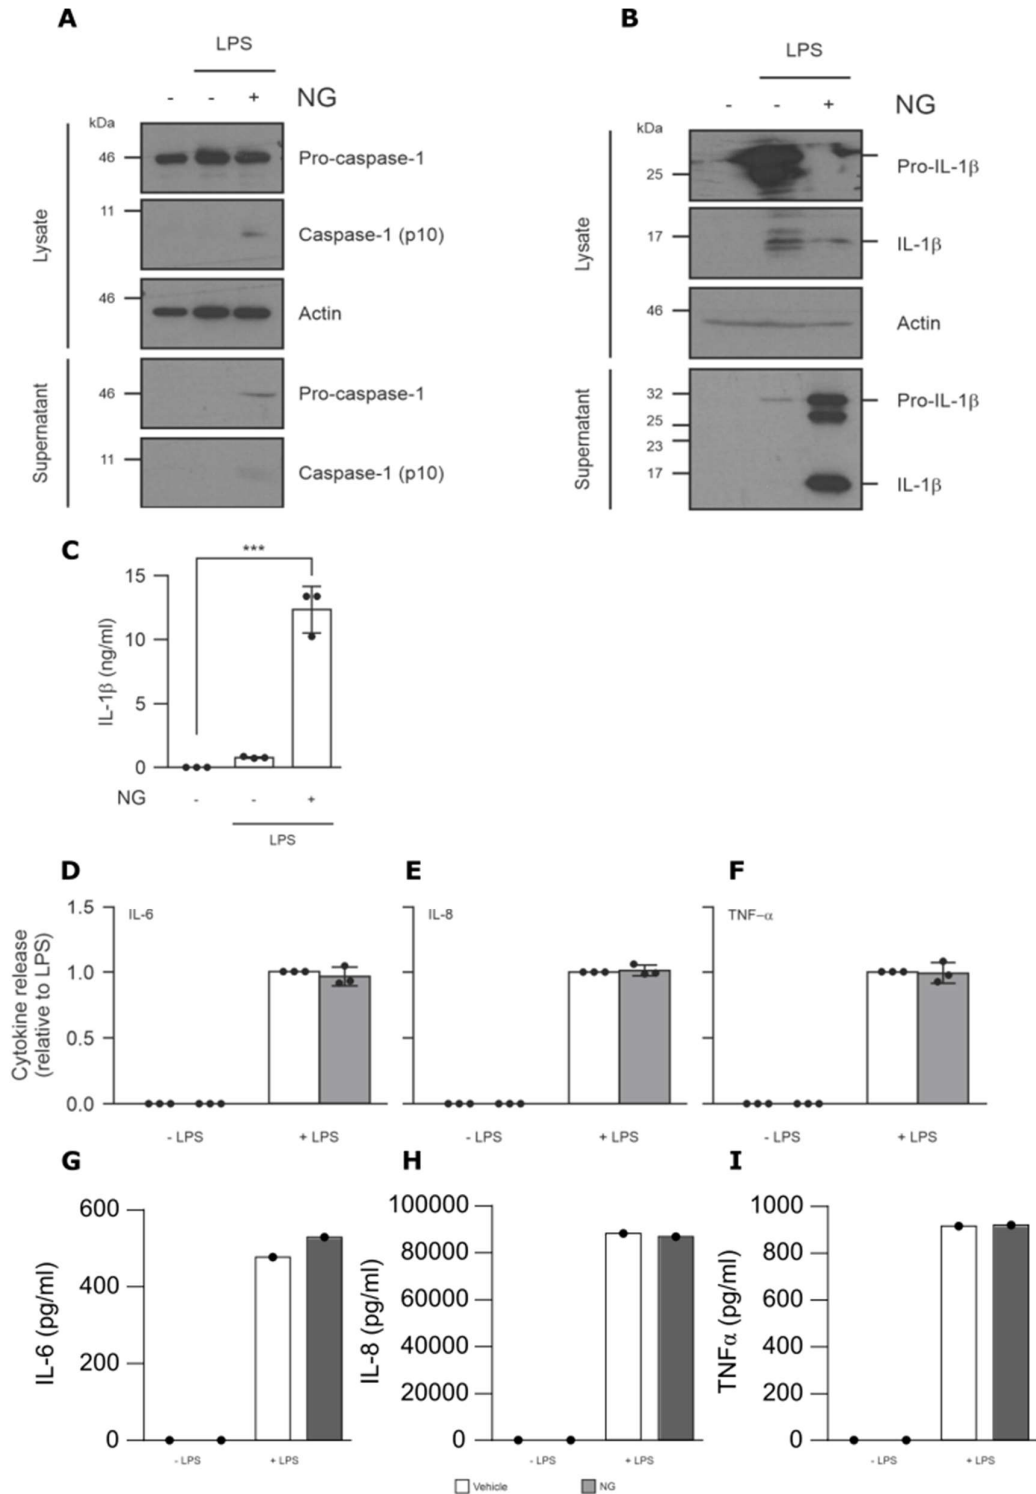 A
LPS
- - + NG
kDa
46 Pro-caspase-1
11
Caspase-1 (p10)
46
Actin
46 Pro-caspase-1
11
Caspase-1 (p10)
Lysate
Supernatant
B
LPS
- - + NG
kDa
Pro-IL-1β
25
17
IL-1β
46
Actin
32 Pro-IL-1β
25
23
17
IL-1β
Lysate
Supernatant
C
***
15
10
5
0
IL-1β (ng/ml)
NG - - +
LPS
D
IL-6
1.5
1.0
0.5
0.0
Cytokine release
(relative to LPS)
- LPS + LPS
E
IL-8
- LPS + LPS
F
TNF-α
- LPS + LPS
G
600
400
200
0
IL-6 (pg/ml)
- LPS + LPS
H
100000
80000
60000
40000
20000
0
IL-8 (pg/ml)
- LPS + LPS
I
1000
800
600
400
200
0
TNFα (pg/ml)
- LPS + LPS
Vehicle NG